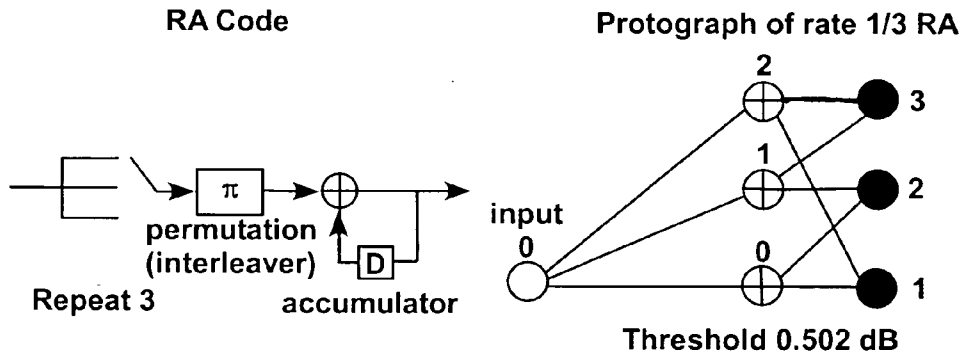 RA Code
π
permutation
(interleaver)
D
Repeat 3
accumulator
Protograph of rate 1/3 RA
2
3
1
2
input
0
0
1
Threshold 0.502 dB